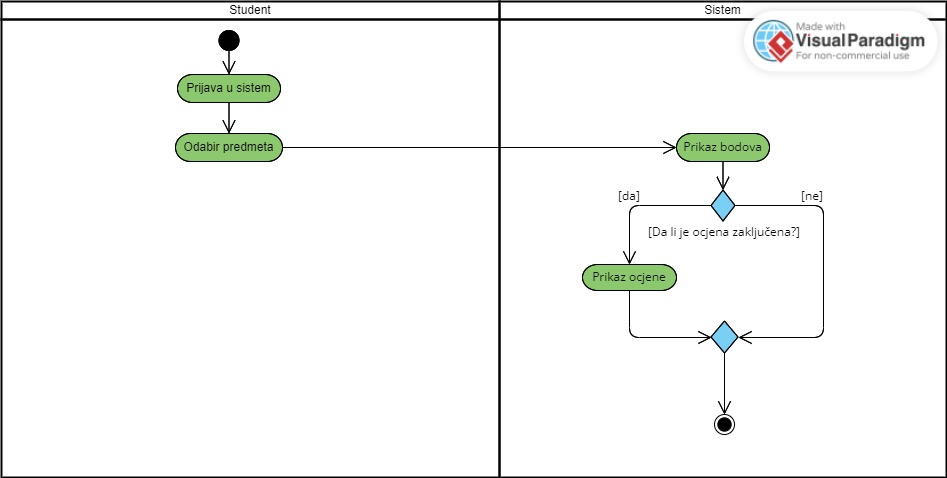 Student
Sistem
Made with
Visual Paradigm
For non-commercial use
Prijava u sistem
Odabir predmeta
Prikaz bodova
[da]
[ne]
[Da li je ocjena zaključena?]
Prikaz ocjene